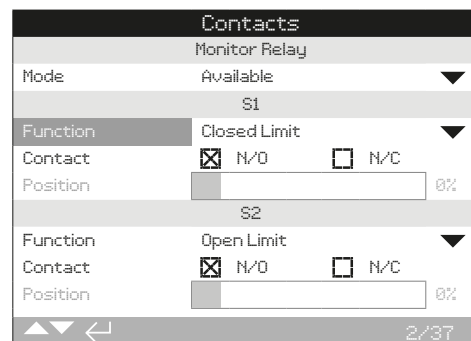 Contacts
Monitor Relay
Mode Available
S1
Function Closed Limit
Contact N/O N/C
Position 0%
S2
Function Open Limit
Contact N/O N/C
Position 0%
2/37